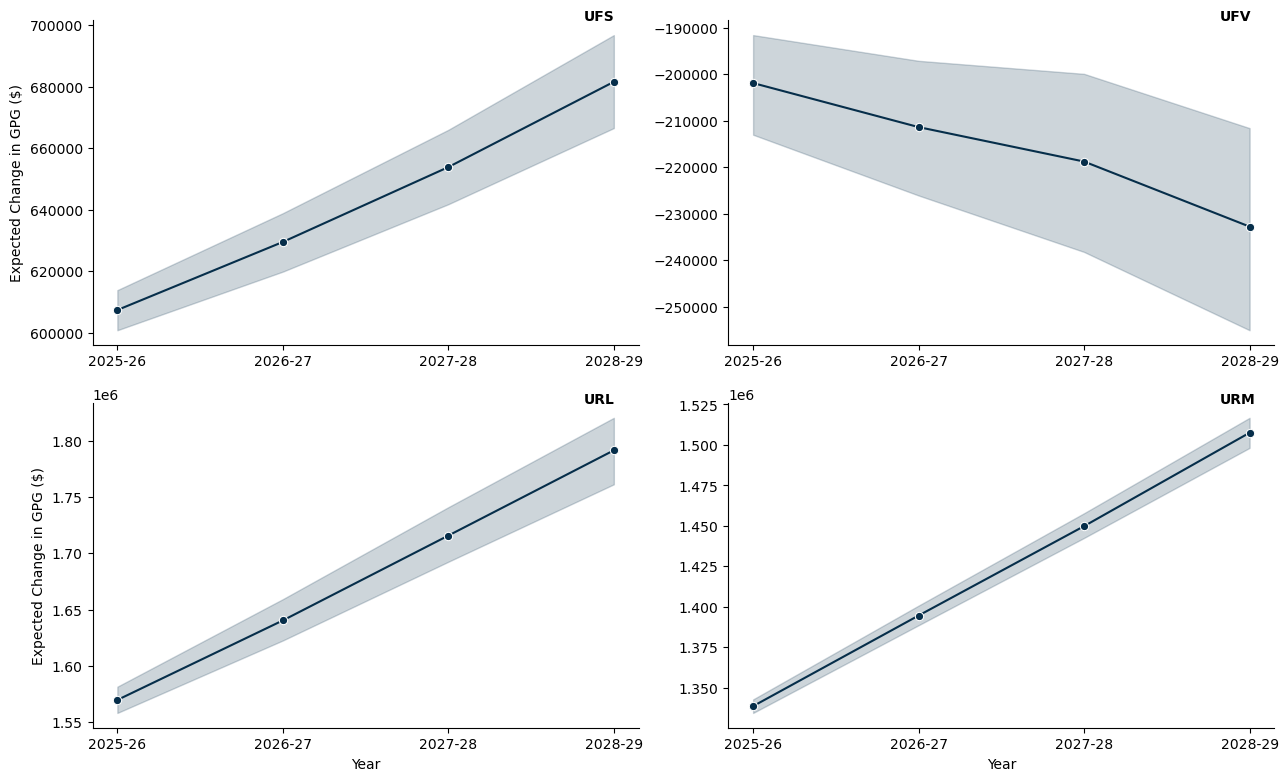 UFS
Expected Change in GPG ($)
700000
680000
660000
640000
620000
600000
2025-26 2026-27 2027-28 2028-29
UFV
−190000
−200000
−210000
−220000
−230000
−240000
−250000
2025-26 2026-27 2027-28 2028-29
URL
1e6
Expected Change in GPG ($)
1.80
1.75
1.70
1.65
1.60
1.55
2025-26 2026-27 2027-28 2028-29
Year
URM
1e6
1.525
1.500
1.475
1.450
1.425
1.400
1.375
1.350
2025-26 2026-27 2027-28 2028-29
Year